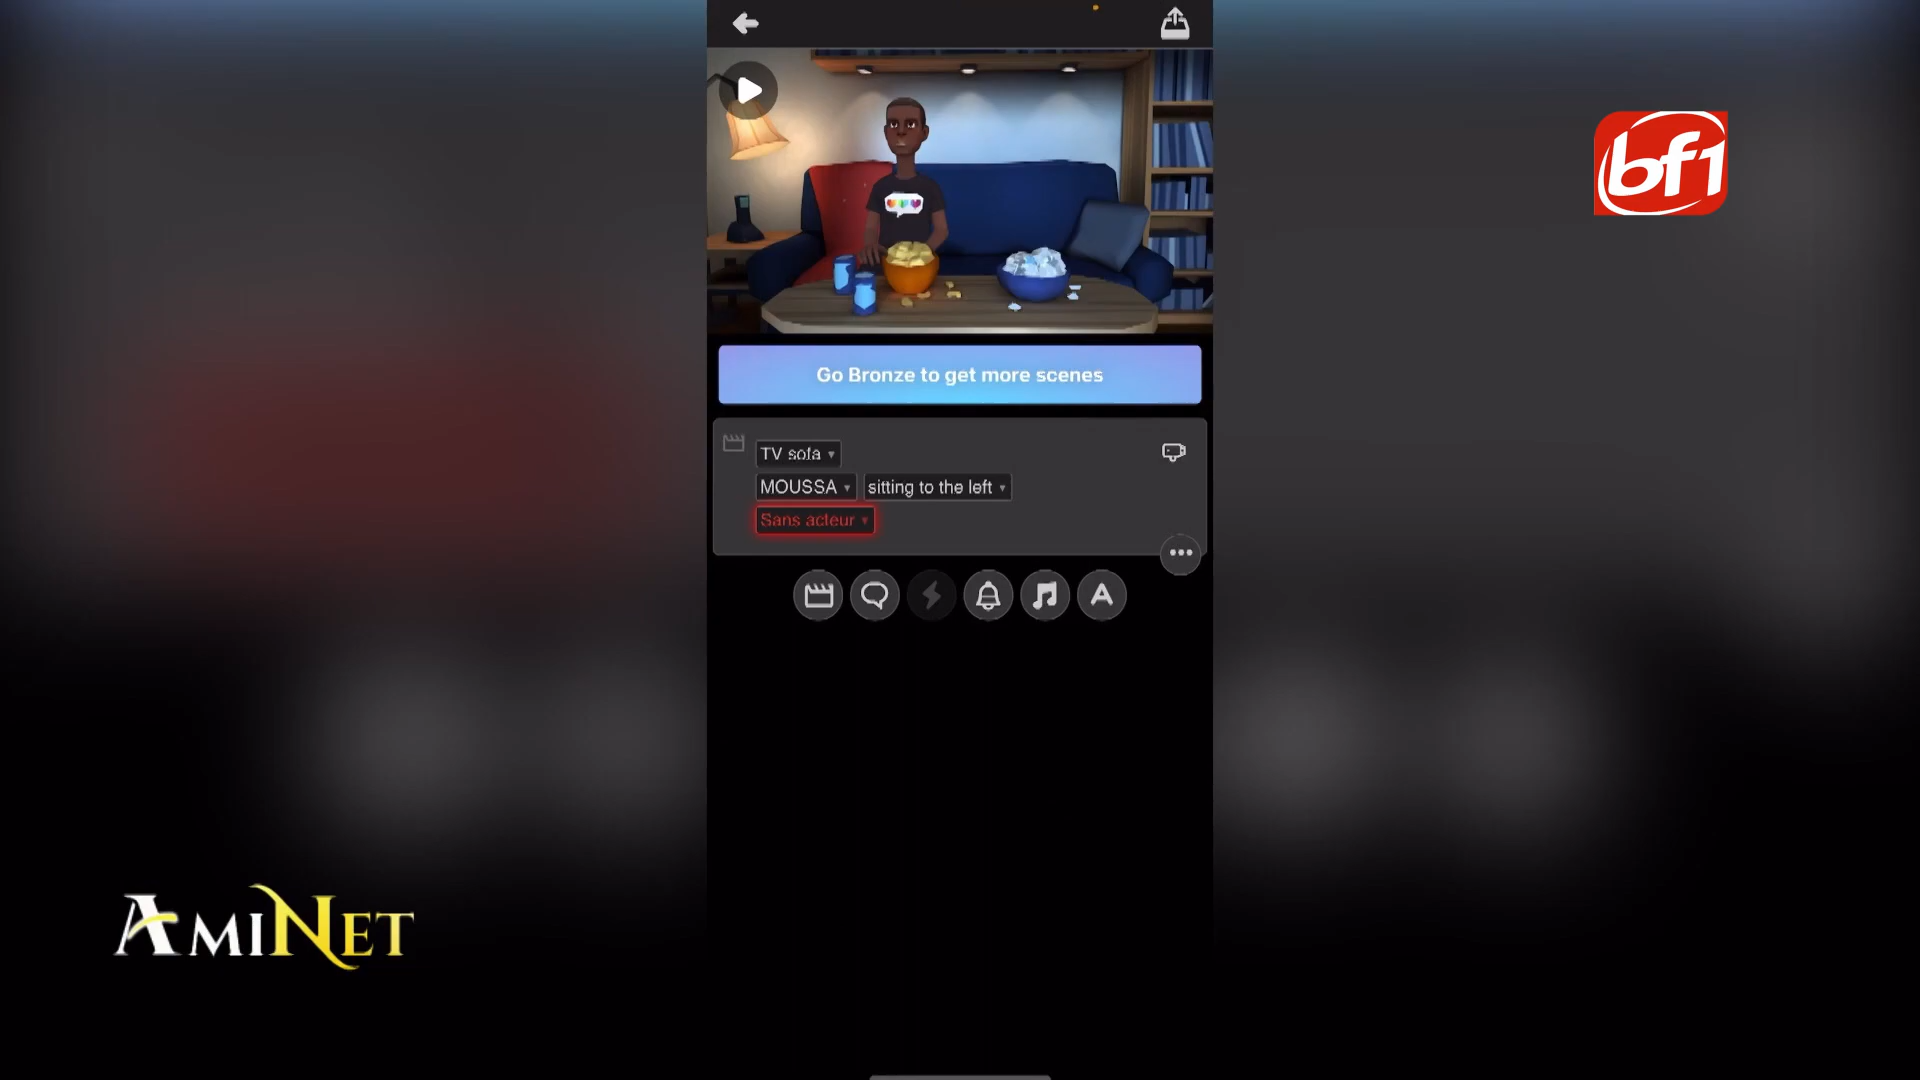 bf1
Go Bronze to get more scenes
TV sofa
MOUSSA sitting to the left
Sans acteur
A
AMINET